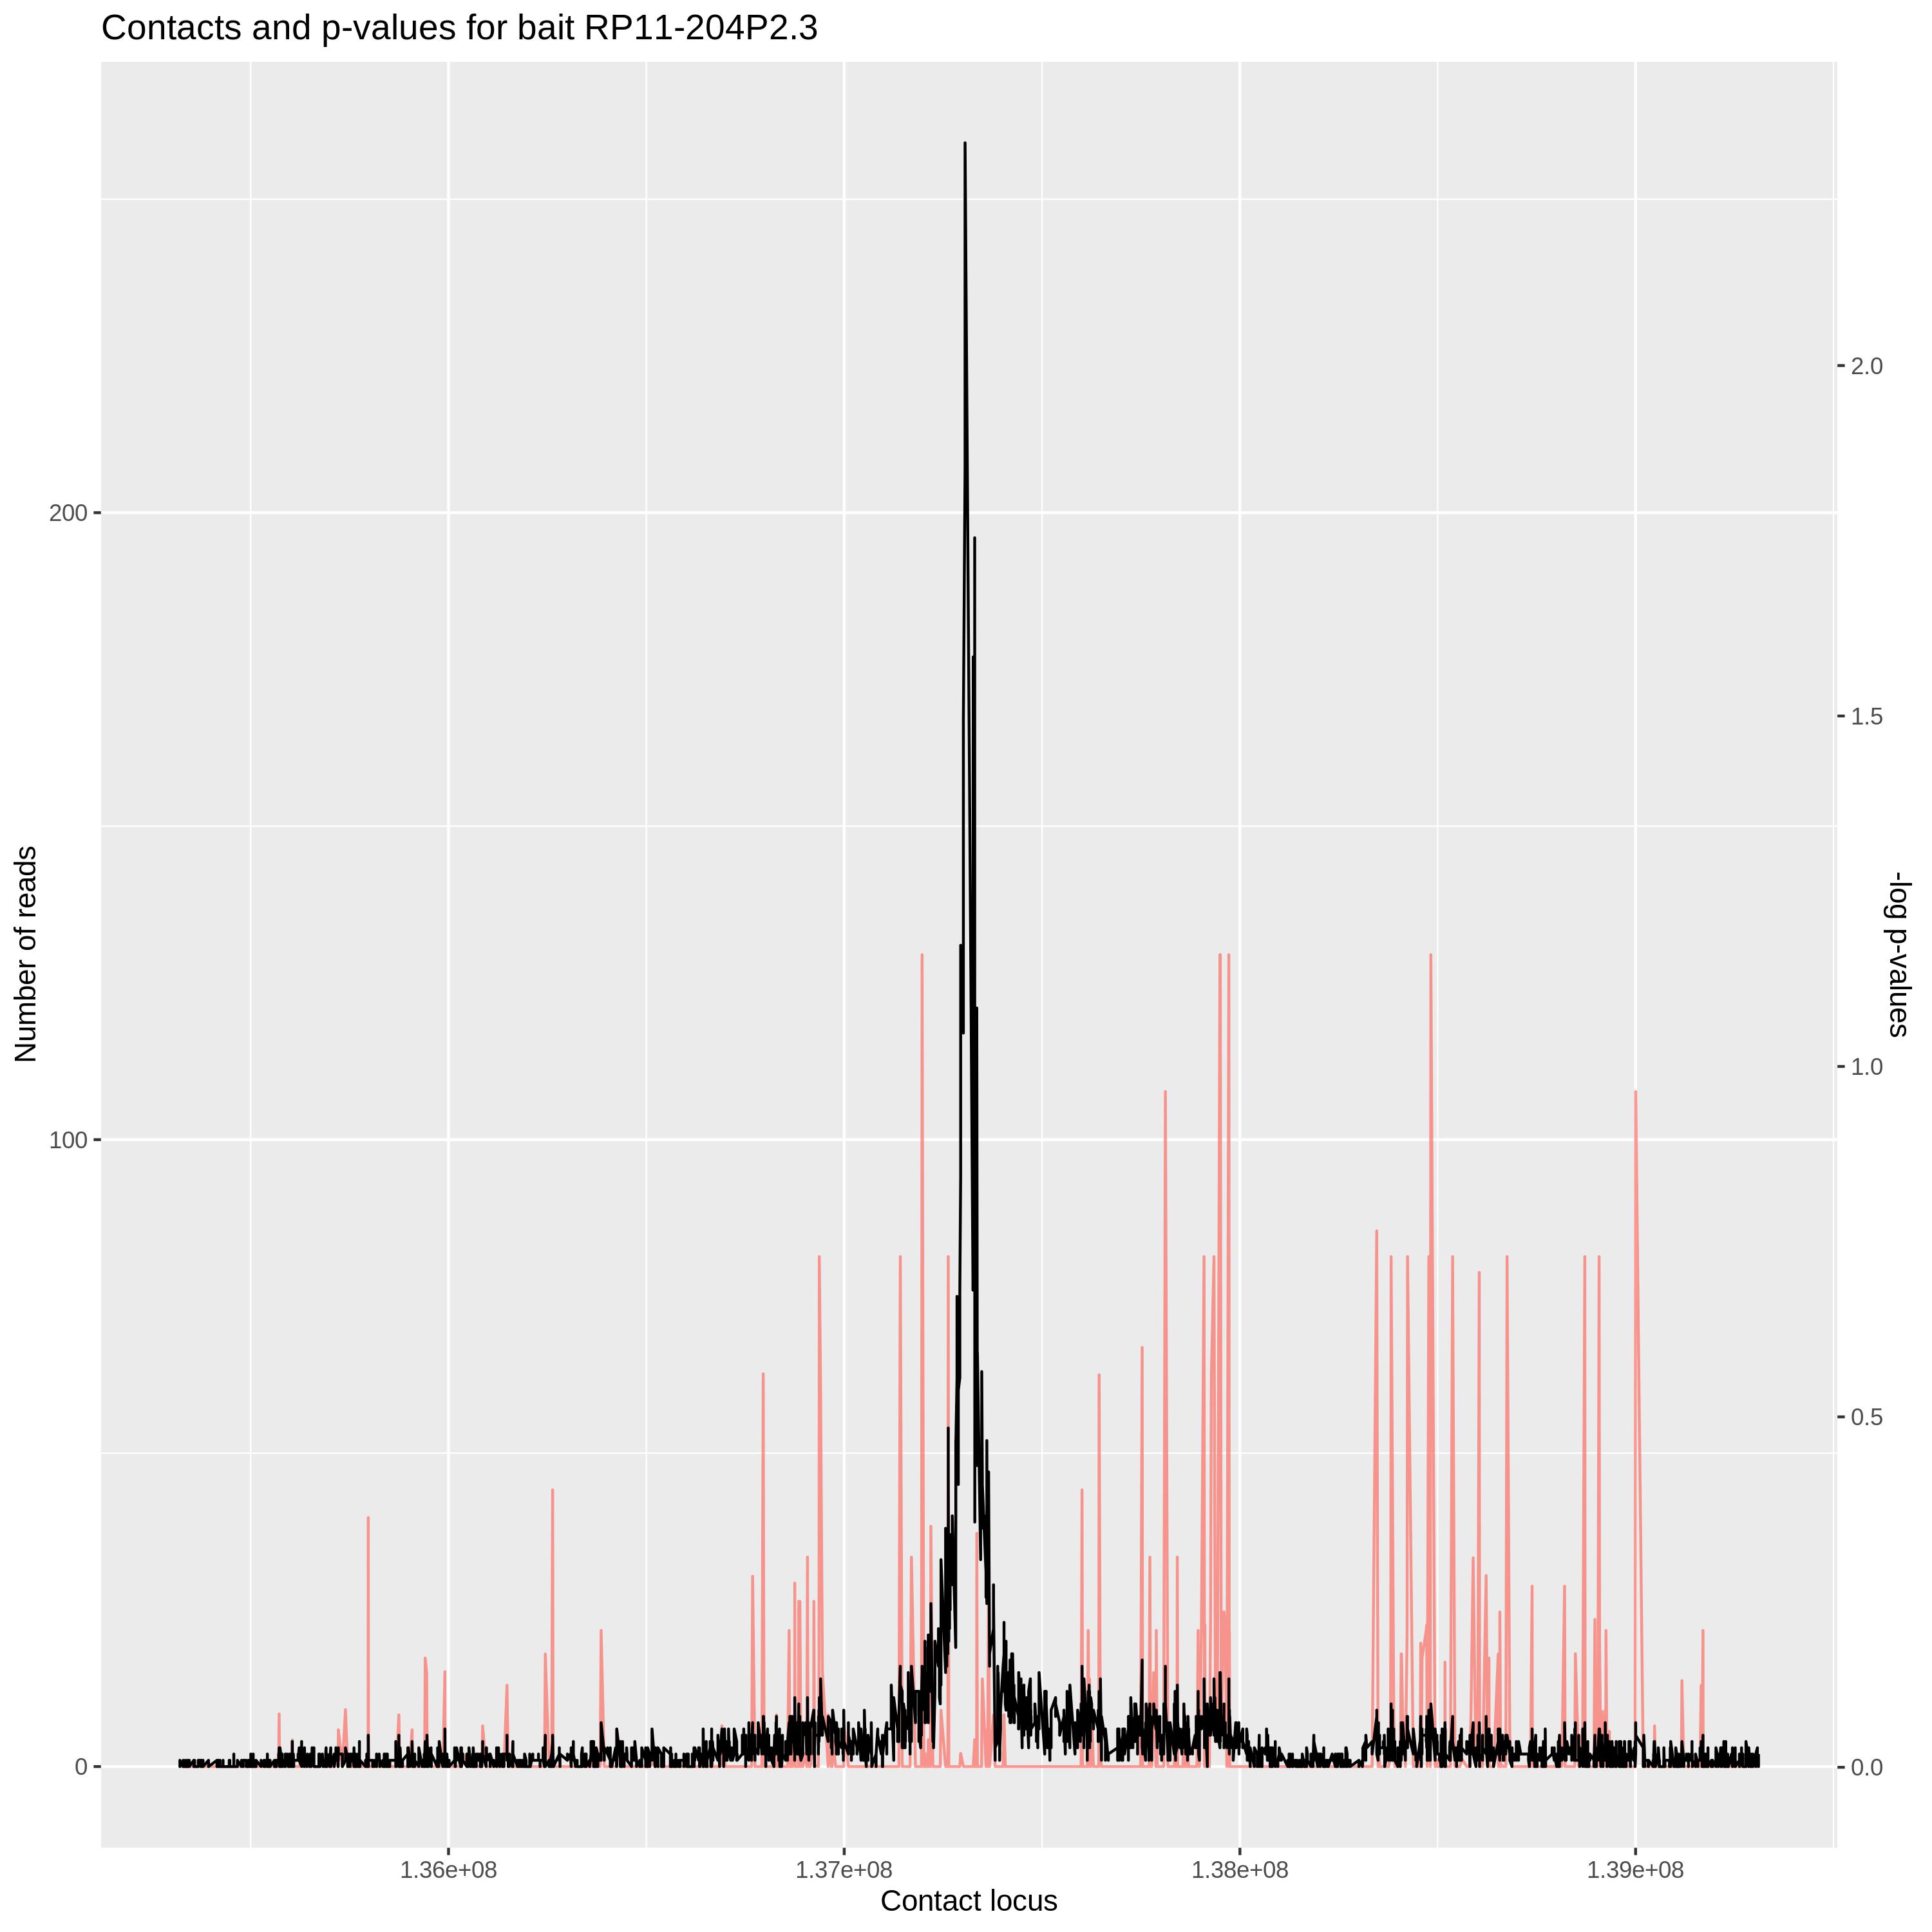 Contacts and p-values for bait RP11-204P2.3
Number of reads
200
100
0
2.0
1.5
1.0
0.5
0.0
-log p-values
1.36e+08 1.37e+08 1.38e+08 1.39e+08
Contact locus